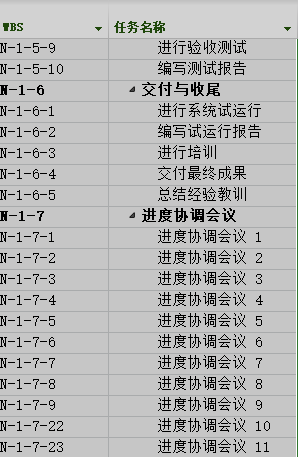 WBS 任务名称
N-1-5-9 进行验收测试
N-1-5-10 编写测试报告
N-1-6 交付与收尾
N-1-6-1 进行系统试运行
N-1-6-2 编写试运行报告
N-1-6-3 进行培训
N-1-6-4 交付最终成果
N-1-6-5 总结经验教训
N-1-7 进度协调会议
N-1-7-1 进度协调会议 1
N-1-7-2 进度协调会议 2
N-1-7-3 进度协调会议 3
N-1-7-4 进度协调会议 4
N-1-7-5 进度协调会议 5
N-1-7-6 进度协调会议 6
N-1-7-7 进度协调会议 7
N-1-7-8 进度协调会议 8
N-1-7-9 进度协调会议 9
N-1-7-22 进度协调会议 10
N-1-7-23 进度协调会议 11